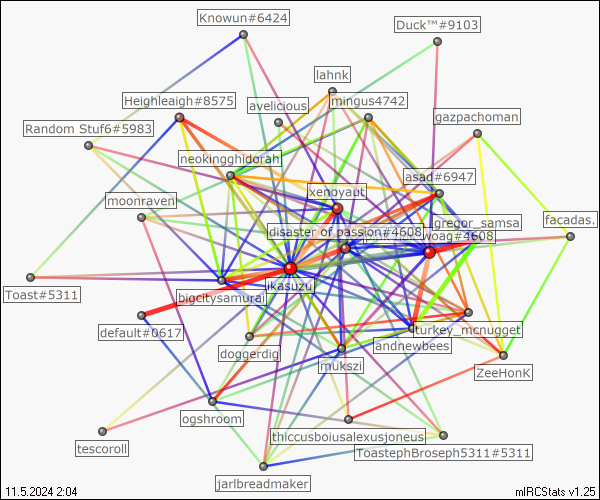 Knowun#6424
Duck™#9103
lahnk
Heighleaigh#8575
avelicious
mingus4742
gazpachoman
Random Stuf6#5983
neokingghidorah
asad#6947
xenoyaut
moonraven
gregor_samsa
facadas.
disaster of passion#4608
woag#4608
ikasuzu
Toast#5311
bigcitysamurai
default#0617
turkey_mcnugget
andnewbees
doggerdig
mukszi
ZeeHonK
ogshroom
thiccusboiusalexusjoneus
tescoroll
ToastephBroseph5311#5311
jarlbreadmaker
11.5.2024 2:04
mIRCStats v1.25